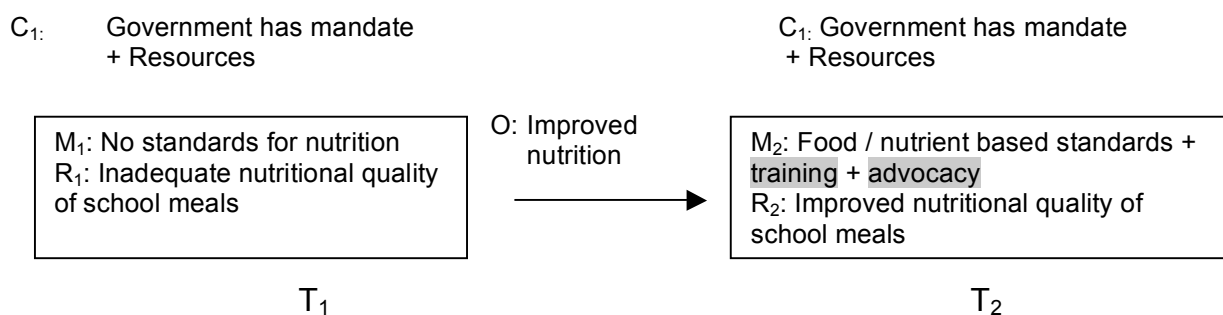 C1: Government has mandate
+ Resources
C1: Government has mandate
+ Resources
M1: No standards for nutrition
R1: Inadequate nutritional quality
of school meals
O: Improved
nutrition
M2: Food / nutrient based standards +
training + advocacy
R2: Improved nutritional quality of
school meals
T1
T2